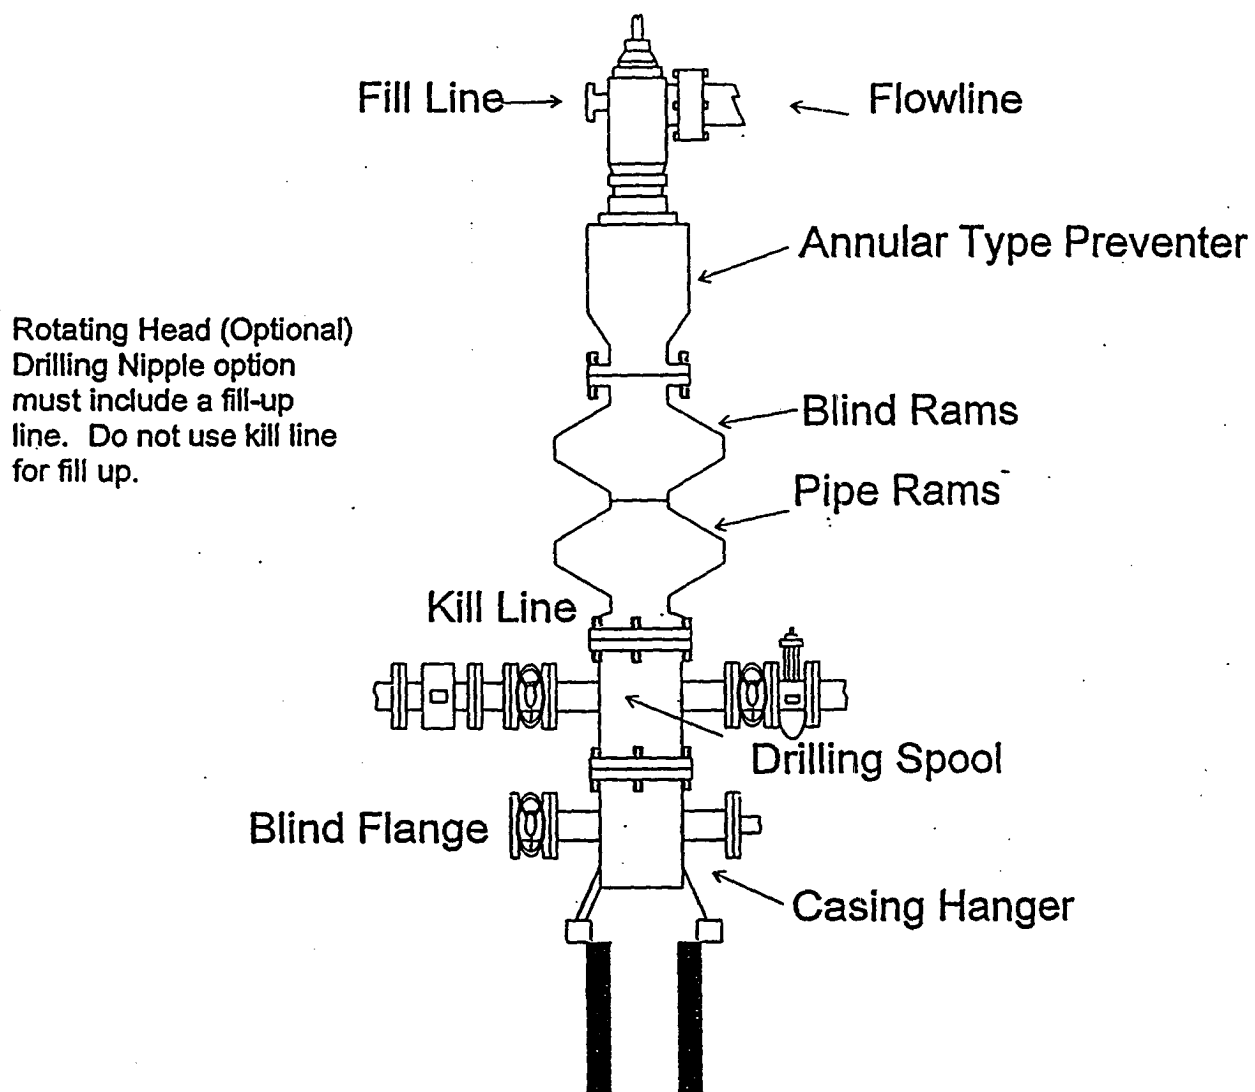 Fill Line
Flowline
Annular Type Preventer
Rotating Head (Optional)
Drilling Nipple option
must include a fill-up
line. Do not use kill line
for fill up.
Blind Rams
Pipe Rams
Kill Line
Drilling Spool
Blind Flange
Casing Hanger